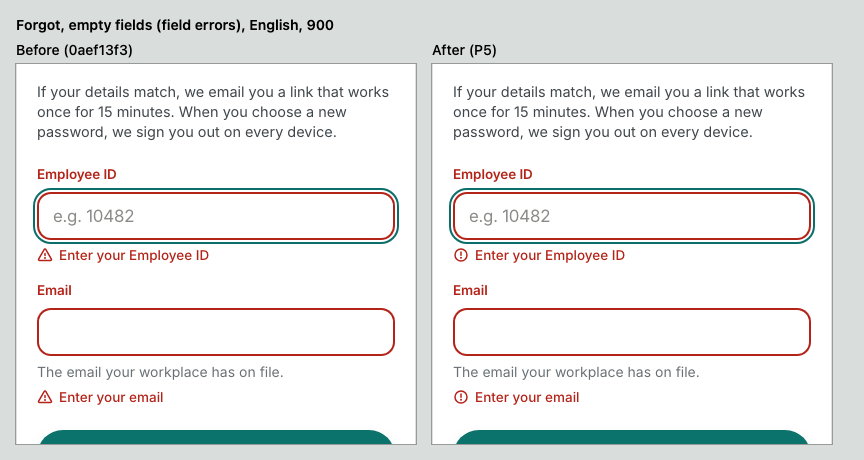 Forgot, empty fields (field errors), English, 900
Before (0aef13f3)
If your details match, we email you a link that works
once for 15 minutes. When you choose a new
password, we sign you out on every device.
Employee ID
e.g. 10482
Enter your Employee ID
Email
The email your workplace has on file.
Enter your email
After (P5)
If your details match, we email you a link that works
once for 15 minutes. When you choose a new
password, we sign you out on every device.
Employee ID
e.g. 10482
Enter your Employee ID
Email
The email your workplace has on file.
Enter your email